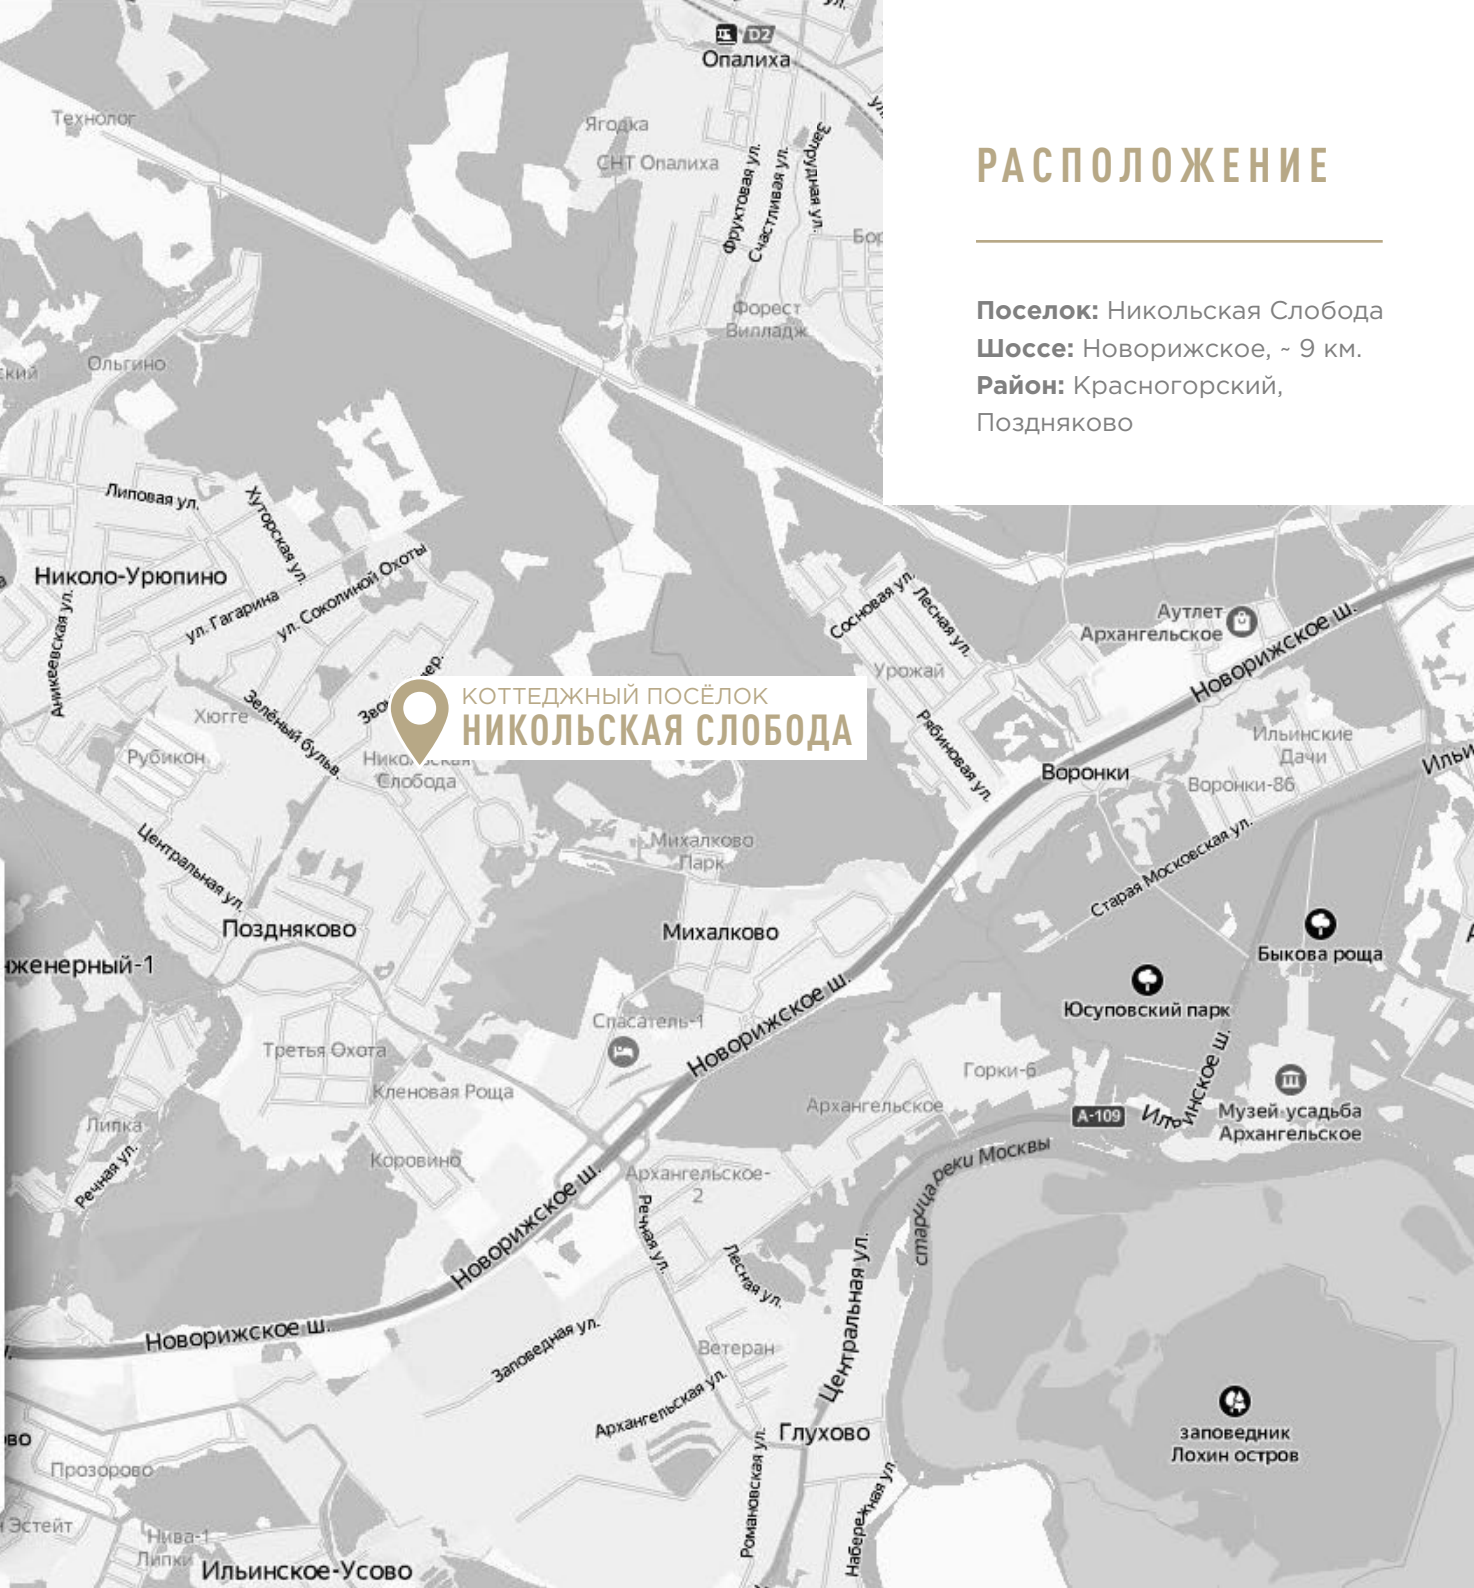 РАСПОЛОЖЕНИЕ
Поселок: Никольская Слобода
Шоссе: Новорижское, ~ 9 км.
Район: Красногорский,
Поздняково
D2
Опалиха
Технолог
Ягодка
СНТ Опалиха
Фруктовая ул.
Счастливая ул.
Запрудная ул.
Форест
Вилладж
Ольгино
Липовая ул.
Хуторская ул.
Николо-Урюпино
ул. Гагарина
ул. Соколиной Охоты
Аникеевская ул.
Сосновая ул.
Лесная ул.
Аутлет
Архангельское
Новорижское ш.
Урожай
КОТТЕДЖНЫЙ ПОСЁЛОК
НИКОЛЬСКАЯ СЛОБОДА
Хюгге
Зелёный бульв.
Рубикон
Слобода
Рябиновая ул.
Воронки
Ильинские
Дачи
Воронки-86
Центральная ул.
Михалково
Парк
Старая Московская ул.
Поздняково
Михалково
Быкова роща
Юсуповский парк
Новорижское ш.
Спасатель-1
Третья Охота
Кленовая Роща
Горки-6
Архангельское
А-109
Ильинское ш.
Музей-усадьба
Архангельское
Липка
Речная ул.
Коровино
Архангельское-
2
старица реки Москвы
Новорижское ш.
Речная ул.
Лесная ул.
Центральная ул.
Новорижское ш.
Заповедная ул.
Ветеран
Архангельская ул.
Глухово
заповедник
Лохин остров
Прозорово
Романовская ул.
Набережная ул.
Эстейт
Нива-1
Липки
Ильинское-Усово